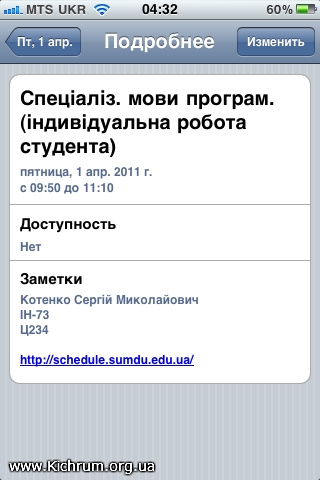 MTS UKR 04:32 60%
Пт, 1 апр. Подробнее Изменить
Спеціаліз. мови програм.
(індивідуальна робота
студента)
пятница, 1 апр. 2011 г.
с 09:50 до 11:10
Доступность
Нет
Заметки
Котенко Сергій Миколайович
ІН-73
Ц234
http://schedule.sumdu.edu.ua/
www.Kichrum.org.ua